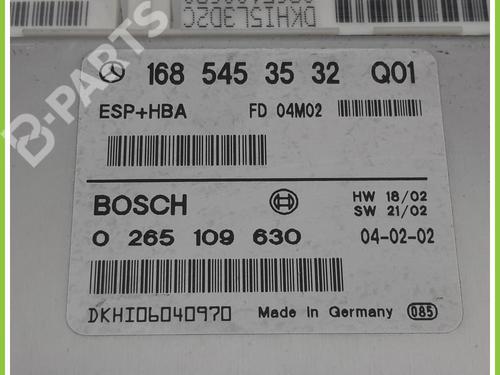 DKHISL3D2C
B-PARTS
168 545 35 32 Q01
ESP+HBA FD 04M02
BOSCH HW 18/02
SW 21/02
0 265 109 630 04-02-02
DKHI06040970 Made in Germany 085